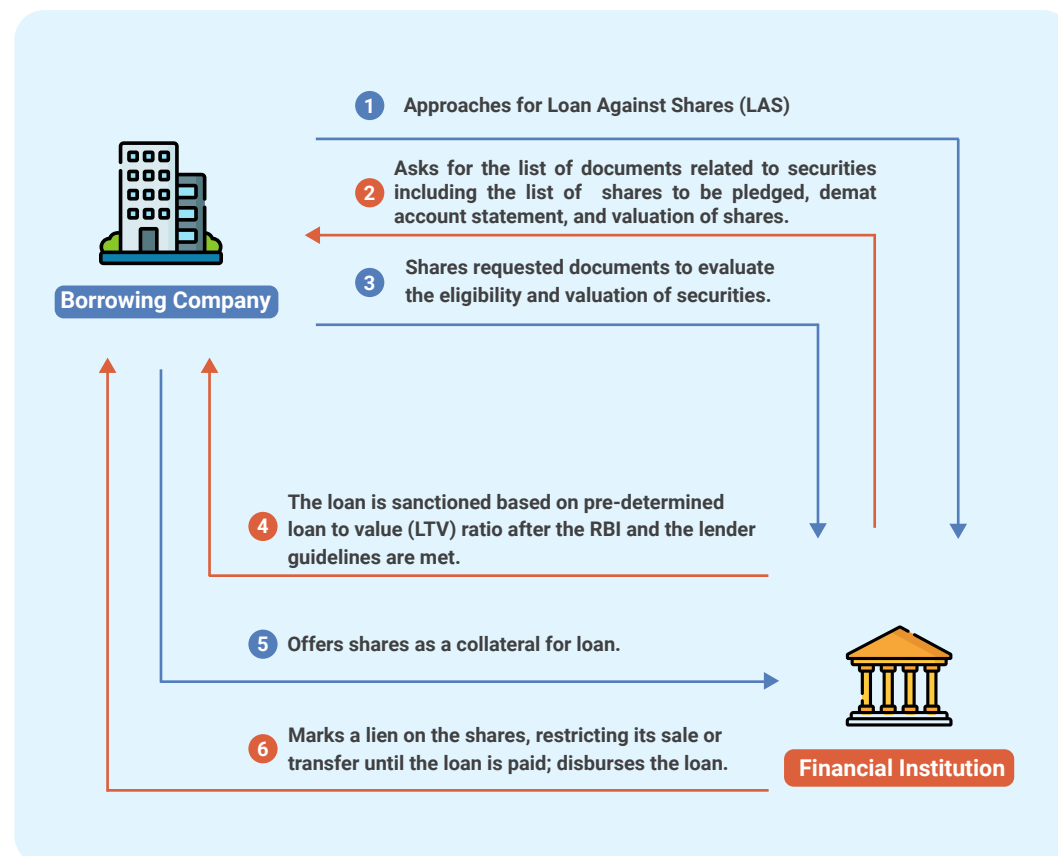 1 Approaches for Loan Against Shares (LAS)
Asks for the list of documents related to securities
2 including the list of shares to be pledged, demat
account statement, and valuation of shares.
Shares requested documents to evaluate
3 the eligibility and valuation of securities.
Borrowing Company
The loan is sanctioned based on pre-determined
4 loan to value (LTV) ratio after the RBI and the lender
guidelines are met.
5 Offers shares as a collateral for loan.
Marks a lien on the shares, restricting its sale or
6 transfer until the loan is paid; disburses the loan.
Financial Institution